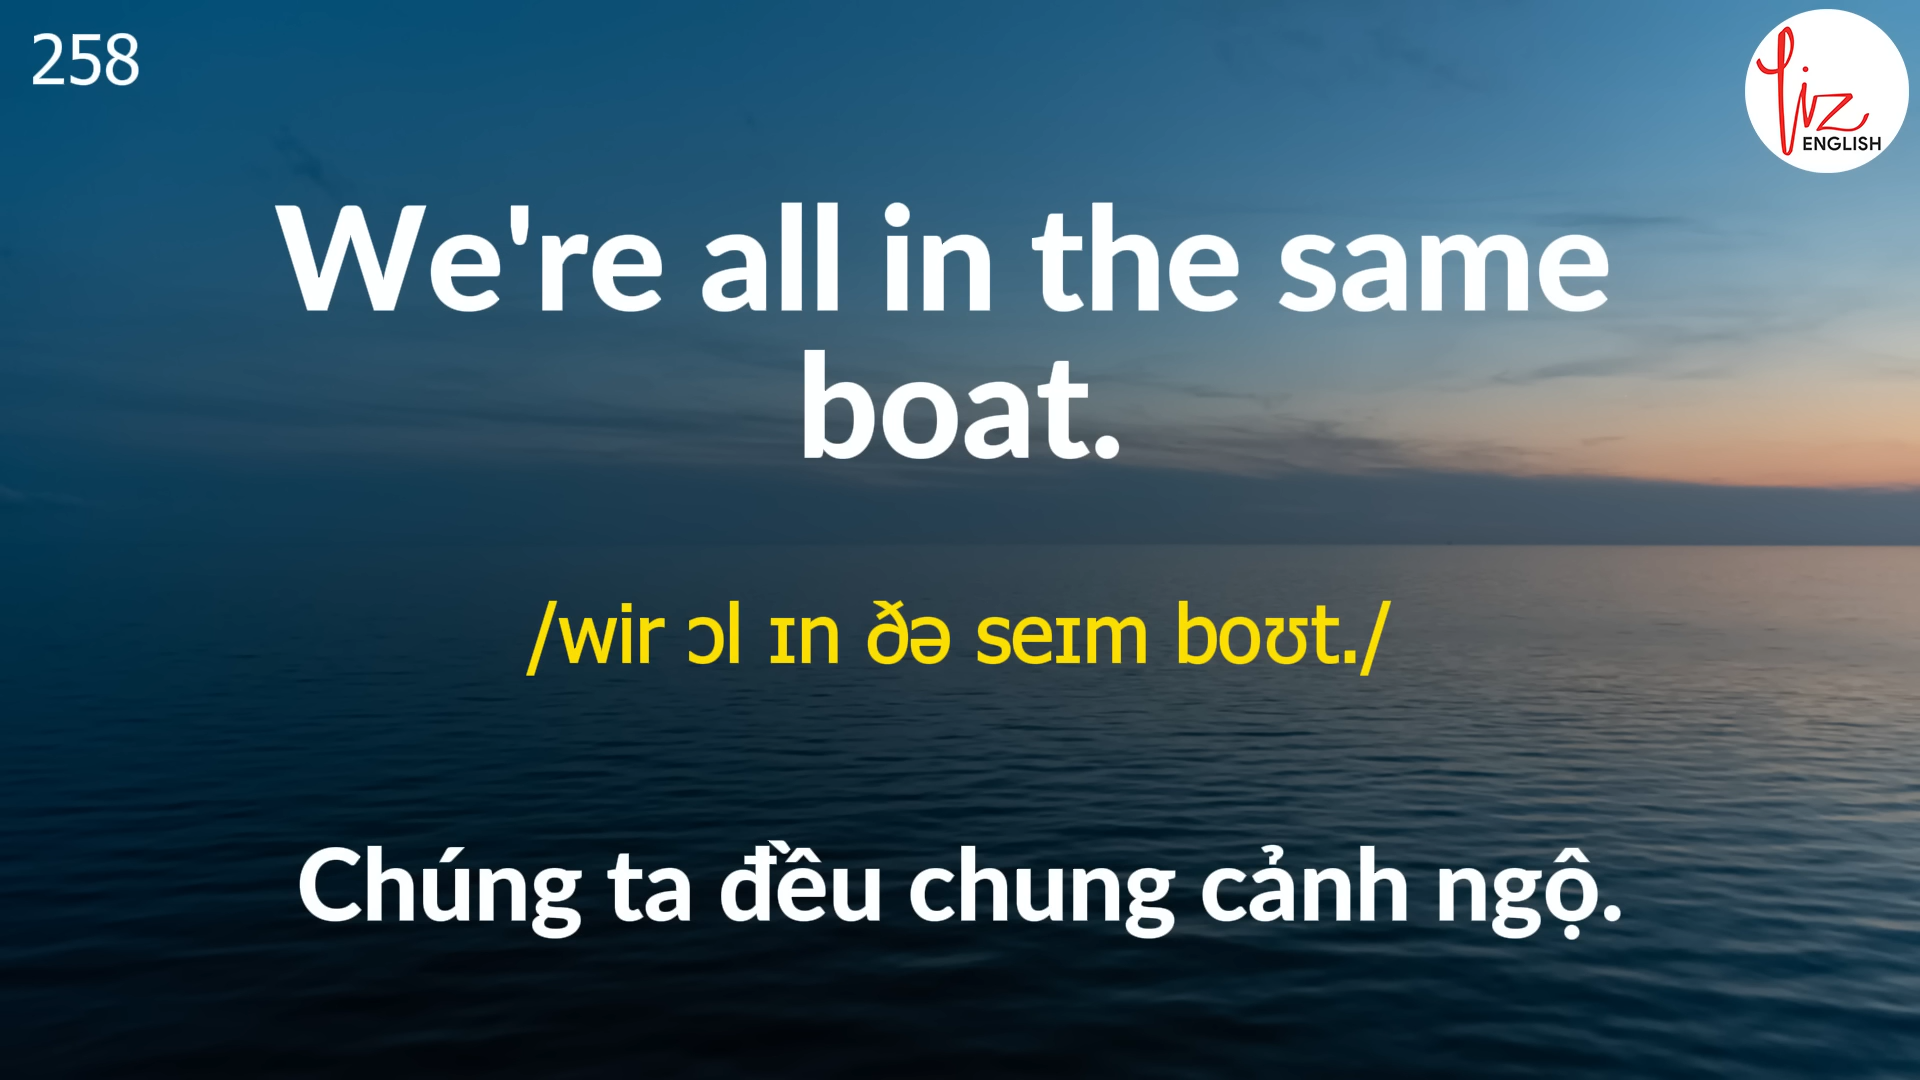 258
Liz
ENGLISH
We're all in the same
boat.
/wir ɔl ɪn ðə seɪm boʊt./
Chúng ta đều chung cảnh ngộ.